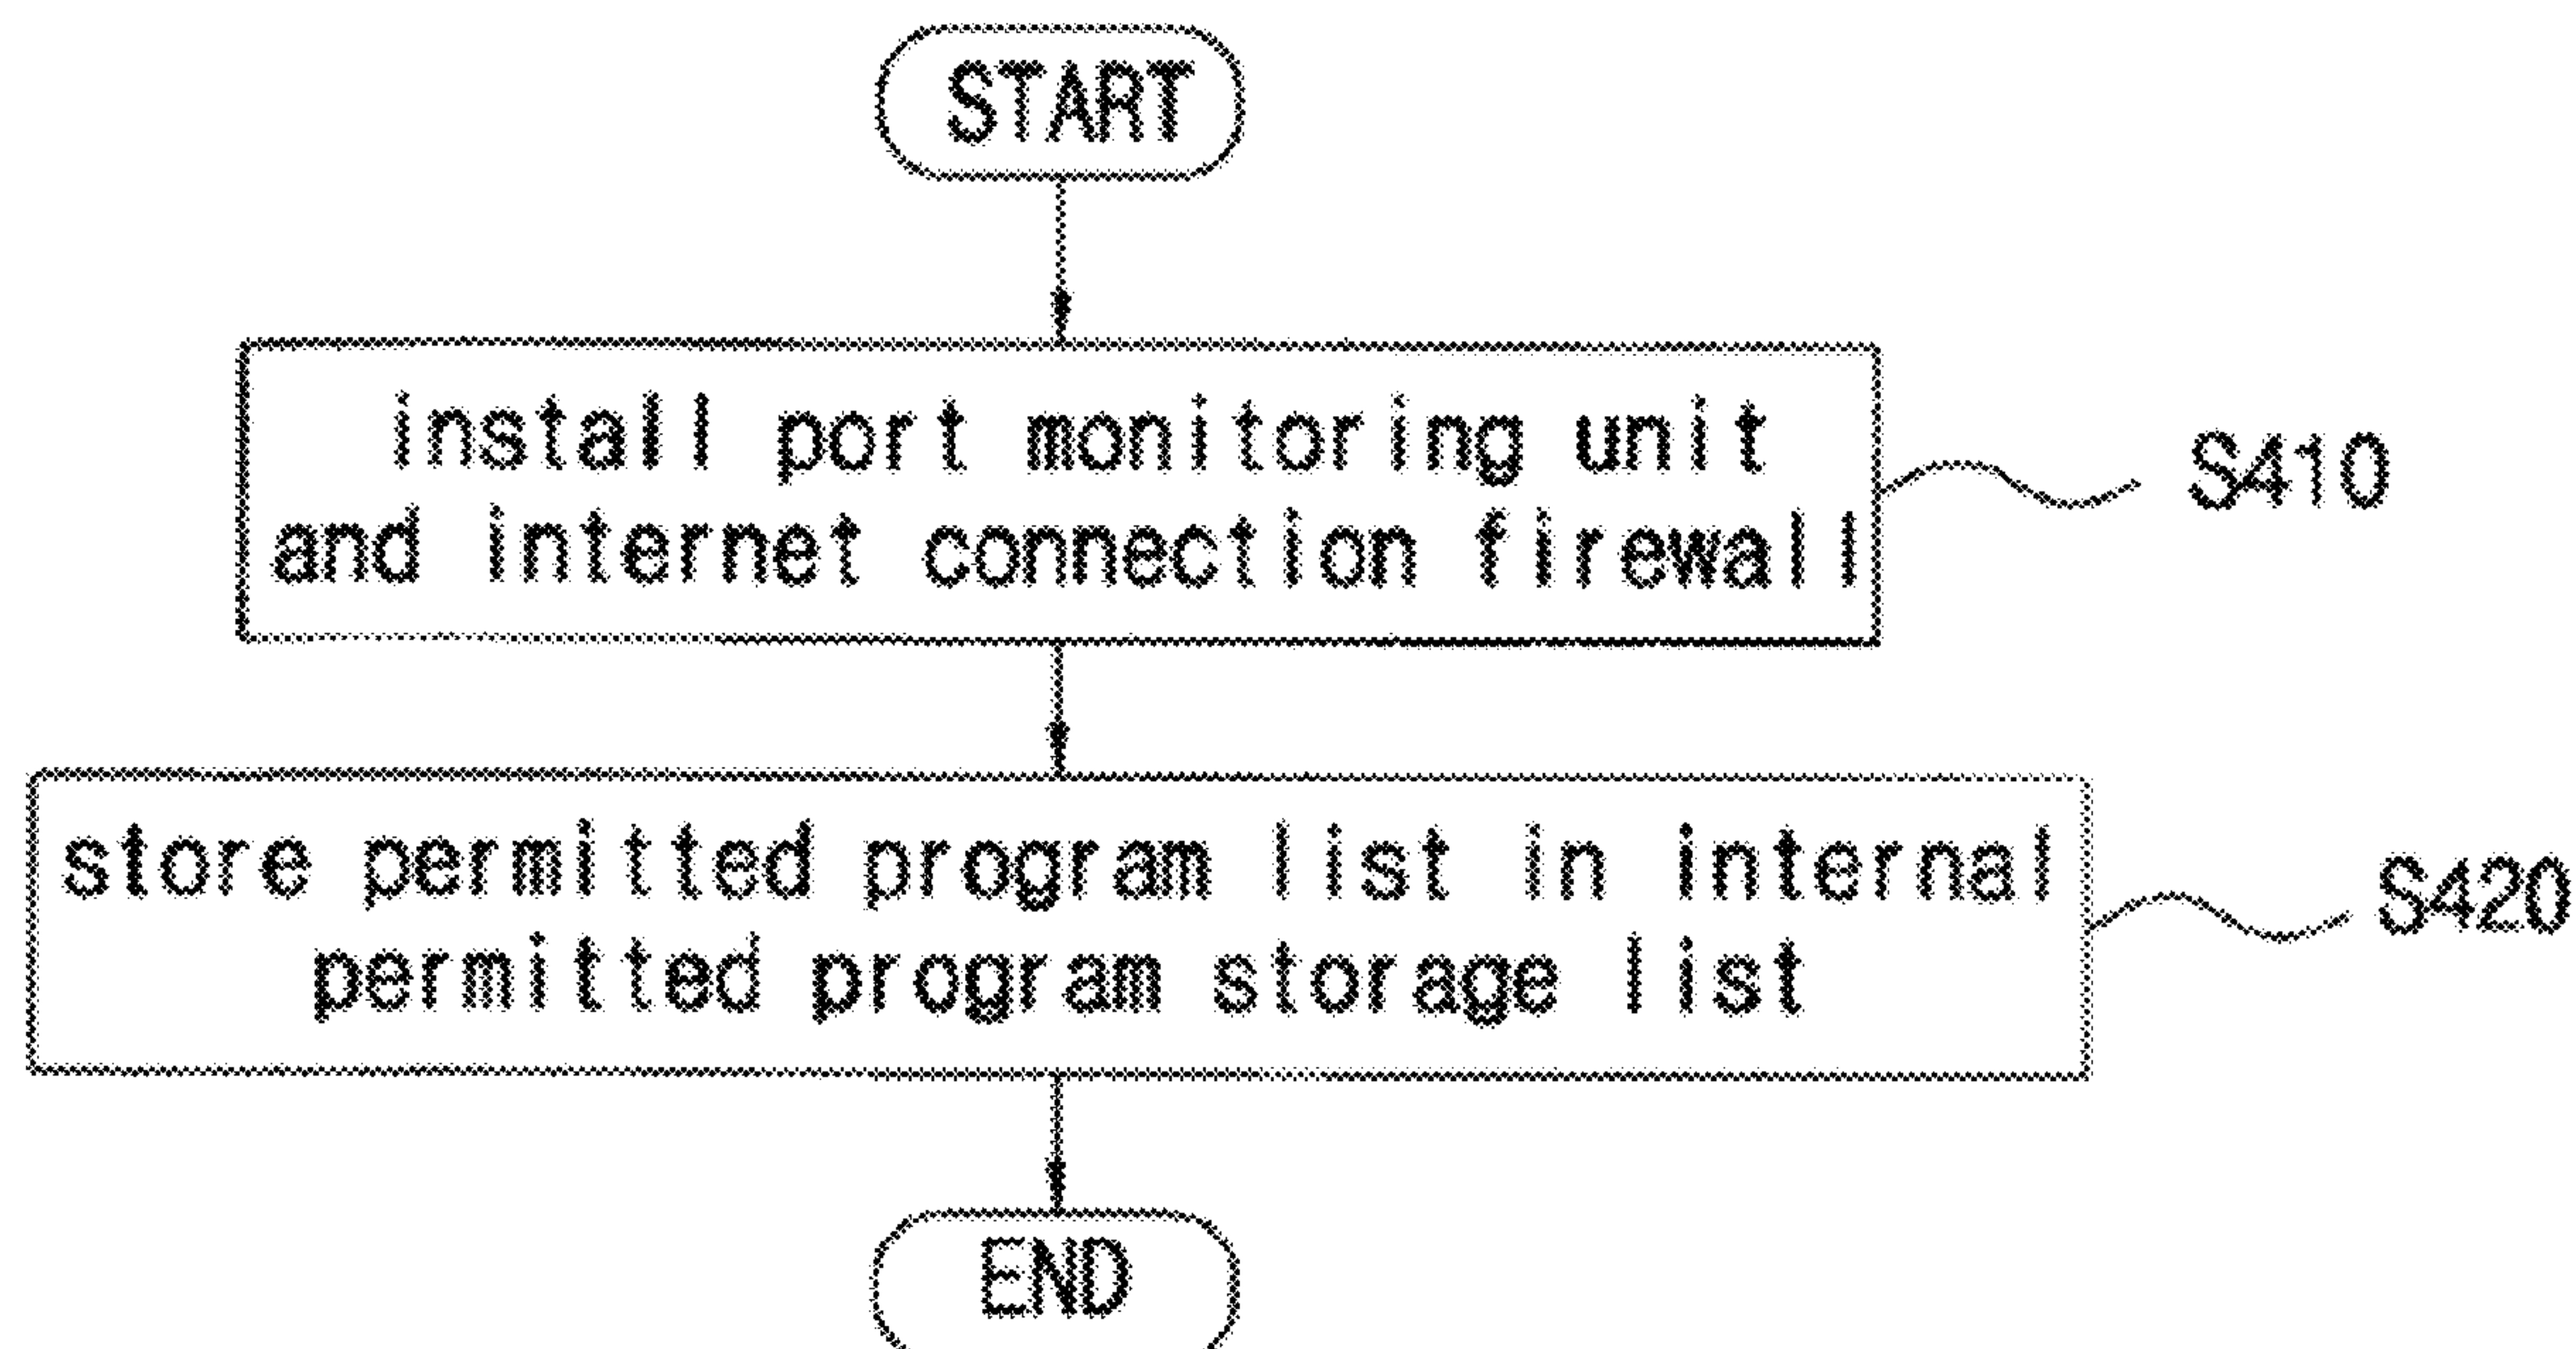 START
install port monitoring unit
and internet connection firewall
S410
store permitted program list in internal
permitted program storage list
S420
END